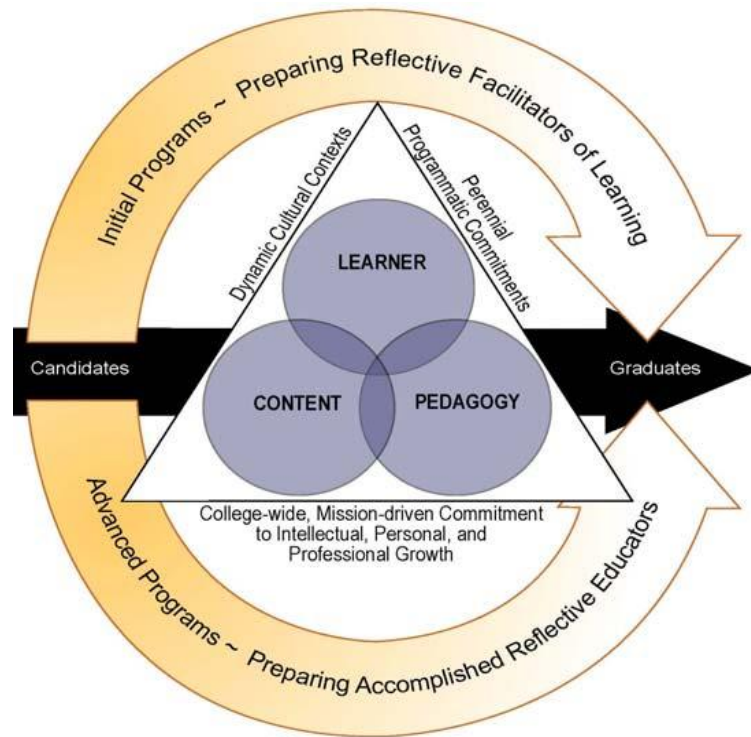 Initial Programs ~ Preparing Reflective Facilitators of Learning
Dynamic Cultural Contexts
Perennial
Programmatic Commitments
LEARNER
Candidates
Graduates
CONTENT
PEDAGOGY
College-wide, Mission-driven Commitment
to Intellectual, Personal, and
Professional Growth
Advanced Programs ~ Preparing Accomplished Reflective Educators